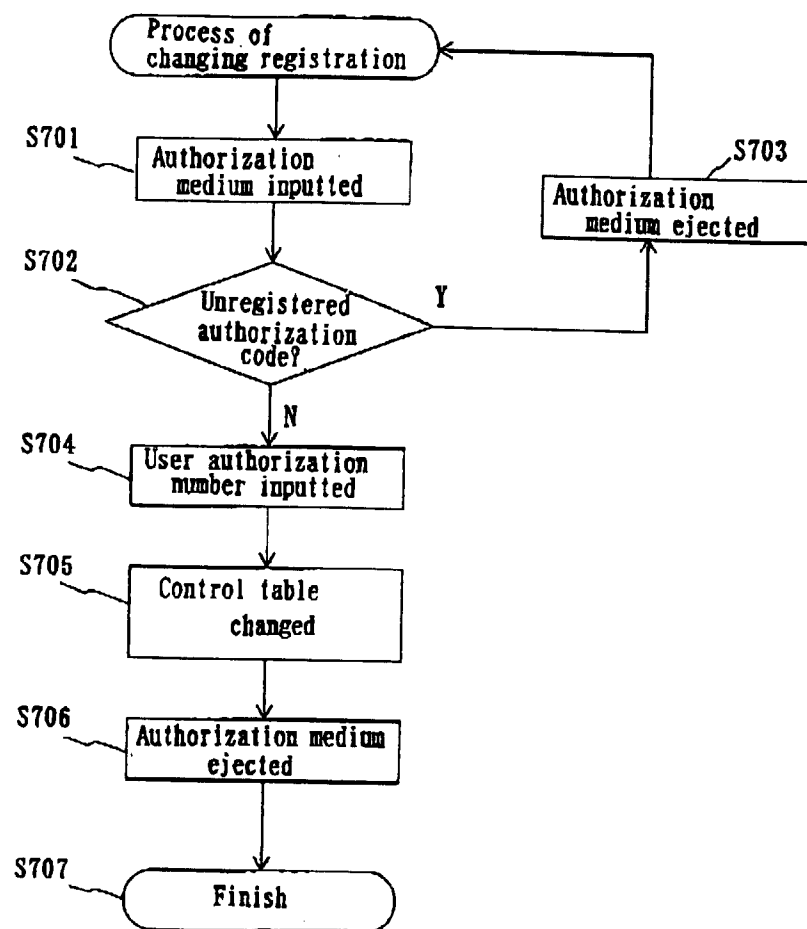 Process of
changing registration
S701
Authorization
medium inputted
S703
Authorization
medium ejected
S702
Unregistered
authorization
code?
Y
N
S704
User authorization
number inputted
S705
Control table
changed
S706
Authorization medium
ejected
S707
Finish